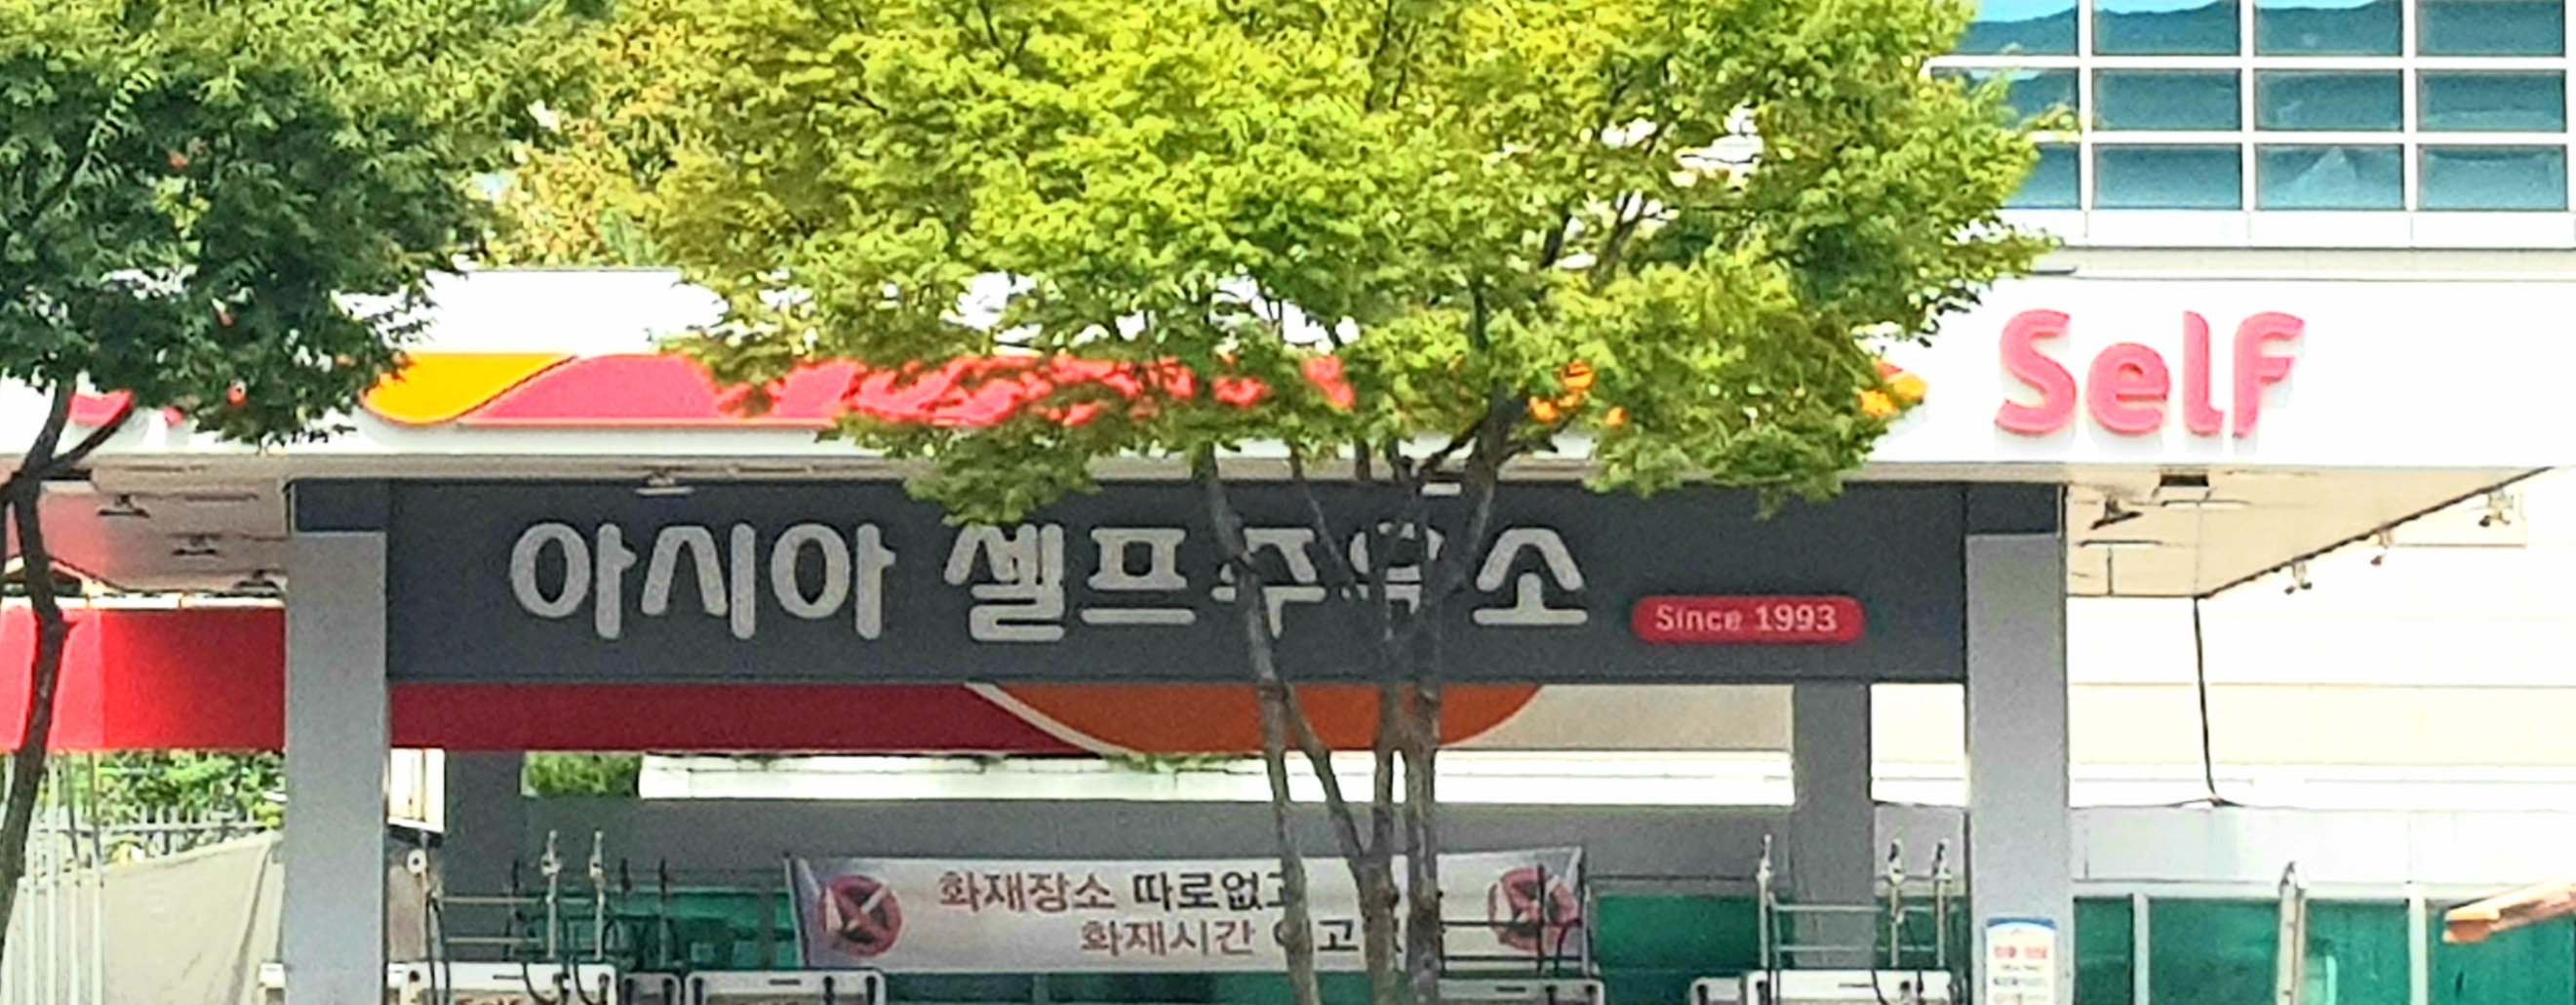 Self
아시아 셀프주유소
Since 1993
화재장소 따로없고
화재시간